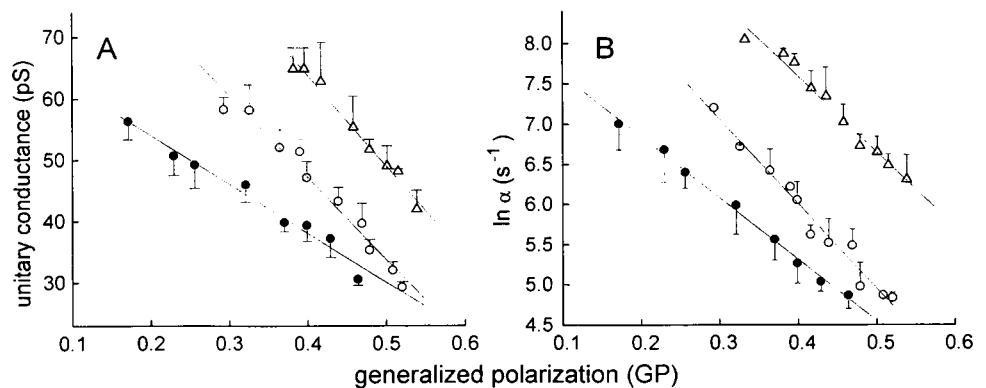 A
B
unitary conductance (pS)
70
60
50
40
30
0.1 0.2 0.3 0.4 0.5 0.6
ln α (s⁻¹)
8.0
7.5
7.0
6.5
6.0
5.5
5.0
4.5
0.1 0.2 0.3 0.4 0.5 0.6
generalized polarization (GP)